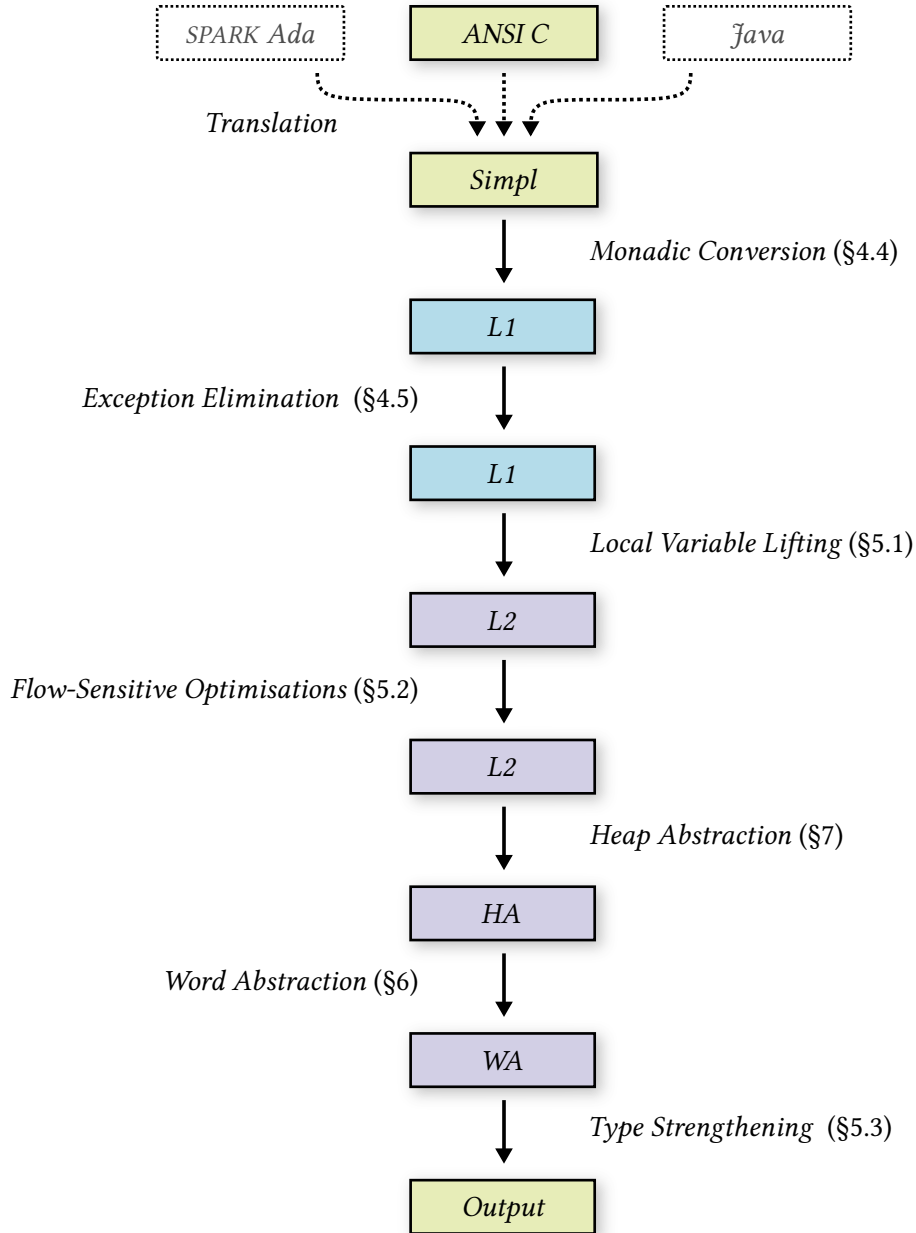 SPARK Ada
ANSI C
Java
Translation
Simpl
Monadic Conversion (§4.4)
L1
Exception Elimination (§4.5)
L1
Local Variable Lifting (§5.1)
L2
Flow-Sensitive Optimisations (§5.2)
L2
Heap Abstraction (§7)
HA
Word Abstraction (§6)
WA
Type Strengthening (§5.3)
Output